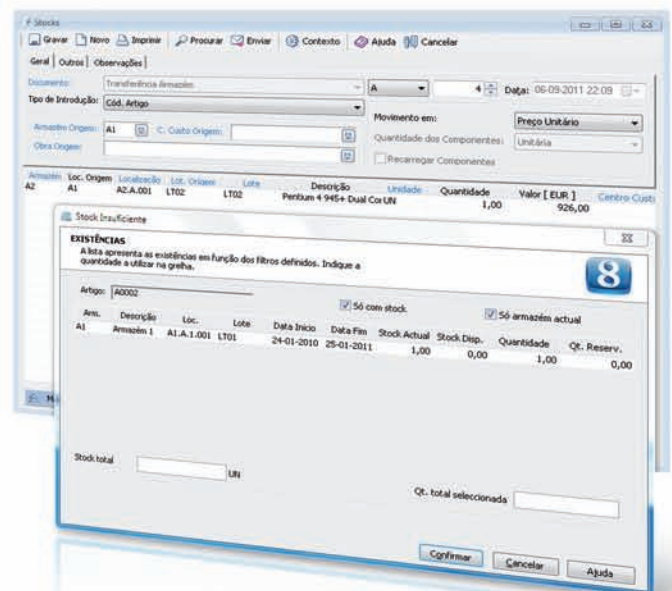 Stocks
Gravar Novo Imprimir Procurar Enviar Contexto Ajuda Cancelar
Geral Outros Observações
Documento: Transferência Armazém A 4 Data: 06-09-2011 22:09
Tipo de Introdução: Cód. Artigo
Movimento em: Preço Unitário
Armazém Origem: A1 C. Custo Origem:
Quantidade dos Componentes: Unitária
Obra Origem:
Recarregar Componentes
Armazém Loc. Origem Localização Lot. Origem Lote Descrição Unidade Quantidade Valor [ EUR ] Centro Custo
A2 A1 A2.A.001 LT02 LT02 Pentium 4 945+ Dual Cor UN 1,00 926,00
Stock Insuficiente
EXISTÊNCIAS
A lista apresenta as existências em função dos filtros definidos. Indique a
quantidade a utilizar na grelha.
8
Artigo: A0002
Só com stock Só armazém actual
Arm. Descrição Loc. Lote Data Inicio Data Fim Stock Actual Stock Disp. Quantidade Qt. Reserv.
A1 Armazém 1 A1.A.1.001 LT01 24-01-2010 25-01-2011 1,00 0,00 1,00 0,00
Stock total UN
Qt. total seleccionada
Confirmar Cancelar Ajuda